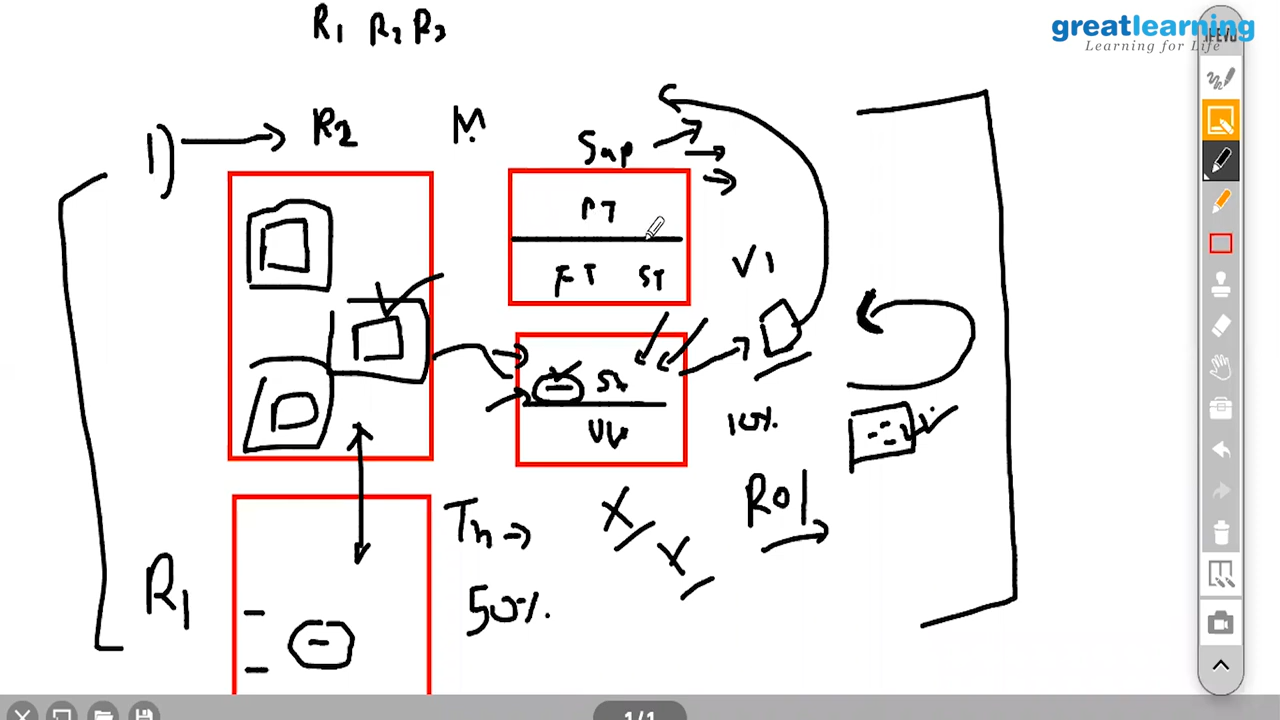 R1 R2 R3
greatlearning
Learning for Life
1) R2 M
Sup
PT
FT ST
V1
St
UV
10%
R1
Th
50%
X
Y
ROI
1/1